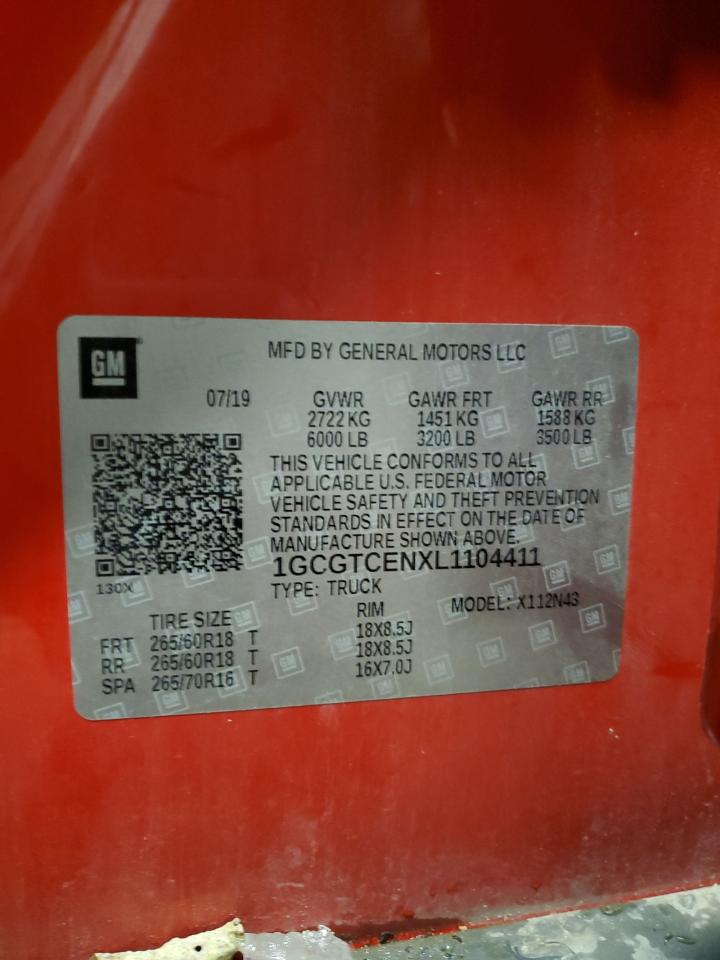 GM
MFD BY GENERAL MOTORS LLC
07/19 GVWR GAWR FRT GAWR RR
2722 KG 1451 KG 1588 KG
6000 LB 3200 LB 3500 LB
THIS VEHICLE CONFORMS TO ALL
APPLICABLE U.S. FEDERAL MOTOR
VEHICLE SAFETY AND THEFT PREVENTION
STANDARDS IN EFFECT ON THE DATE OF
MANUFACTURE SHOWN ABOVE.
1GCGTCENXL1104411
130X
TYPE: TRUCK
TIRE SIZE RIM MODEL: X112N43
FRT 265/60R18 T 18X8.5J
RR 265/60R18 T 18X8.5J
SPA 265/70R16 T 16X7.0J